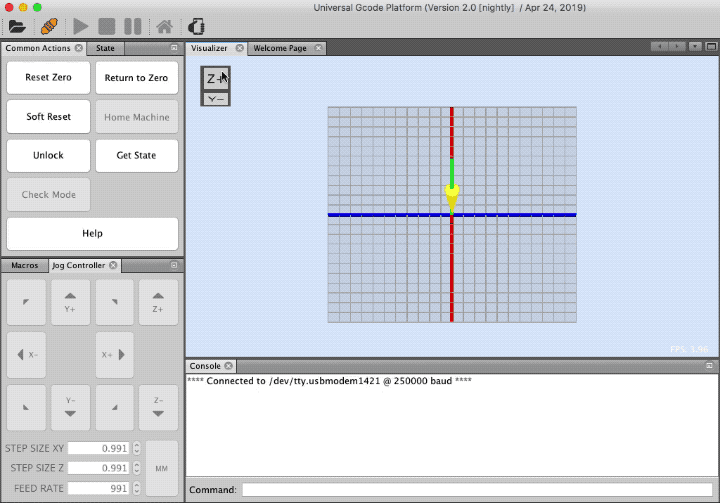 Universal Gcode Platform (Version 2.0 [nightly] / Apr 24, 2019)
Common Actions State
Reset Zero Return to Zero
Soft Reset Home Machine
Unlock Get State
Check Mode
Help
Macros Jog Controller
Y+ Z+
X- X+
Y- Z-
STEP SIZE XY 0.991
STEP SIZE Z 0.991
FEED RATE 991
MM
Visualizer Welcome Page
Z+
Y-
FPS: 5.96
Console
**** Connected to /dev/tty.usbmodem1421 @ 250000 baud ****
Command: